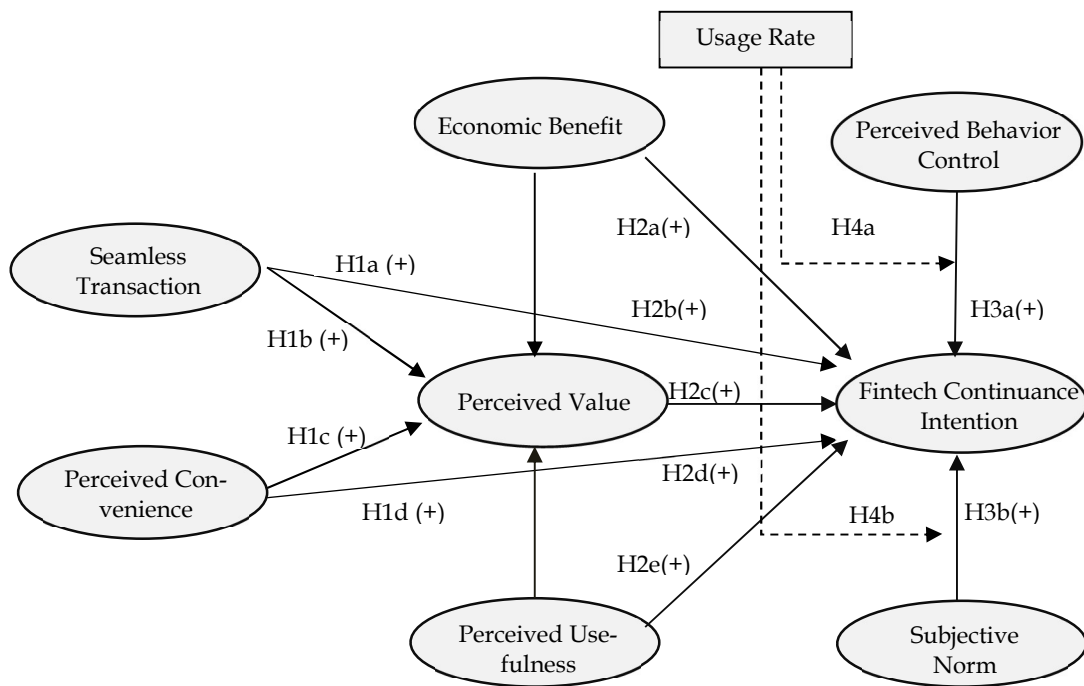 Usage Rate
Economic Benefit
Perceived Behavior
Control
H2a(+)
H4a
Seamless
Transaction
H1a (+)
H2b(+)
H3a(+)
H1b (+)
Perceived Value
H2c(+)
Fintech Continuance
Intention
H1c (+)
Perceived Con-
venience
H2d(+)
H1d (+)
H4b
H3b(+)
H2e(+)
Perceived Use-
fulness
Subjective
Norm